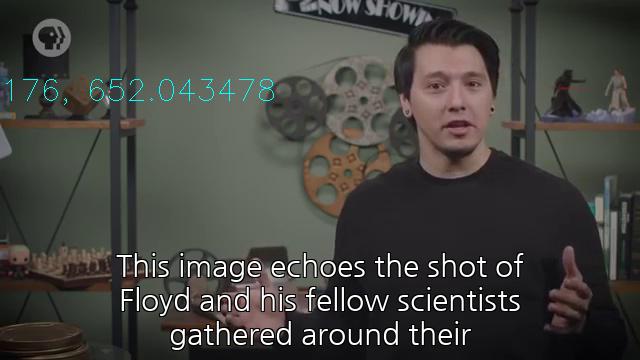 NOW SHOWING
176, 652.043478
This image echoes the shot of
Floyd and his fellow scientists
gathered around their